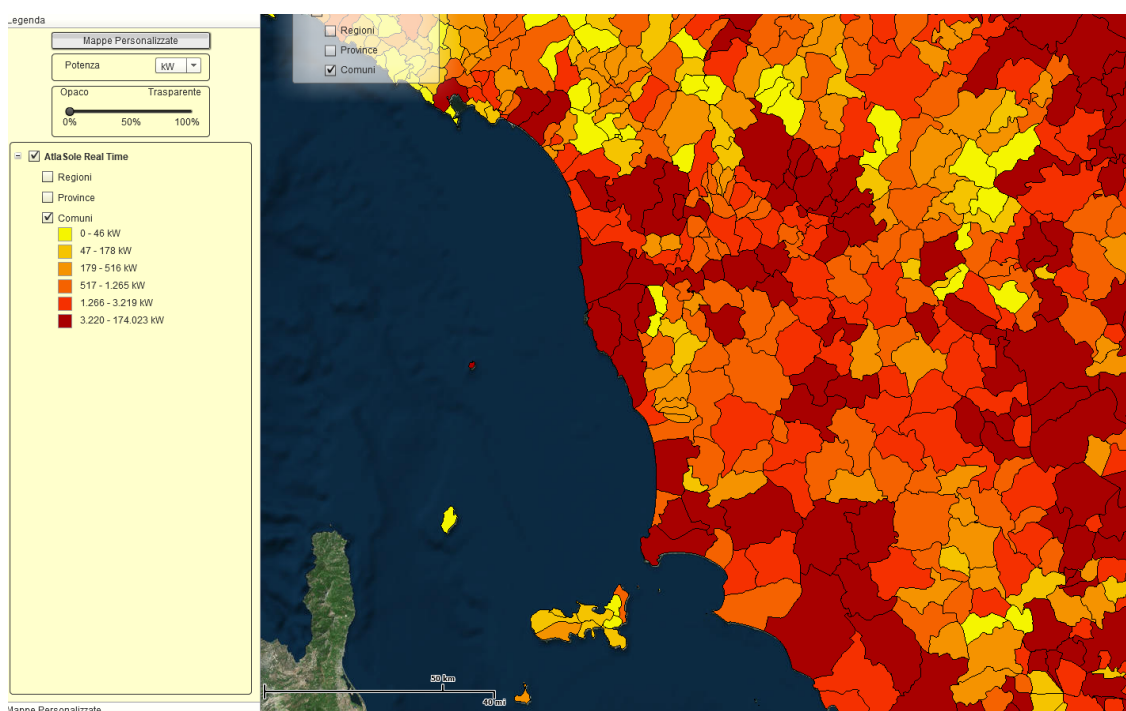 Legenda
Mappe Personalizzate
Potenza
kW
Opaco Trasparente
0% 50% 100%
AtlaSole Real Time
Regioni
Province
Comuni
0 - 46 kW
47 - 178 kW
179 - 516 kW
517 - 1.265 kW
1.266 - 3.219 kW
3.220 - 174.023 kW
Mappe Personalizzate
Regioni
Province
Comuni
50 km
40 mi